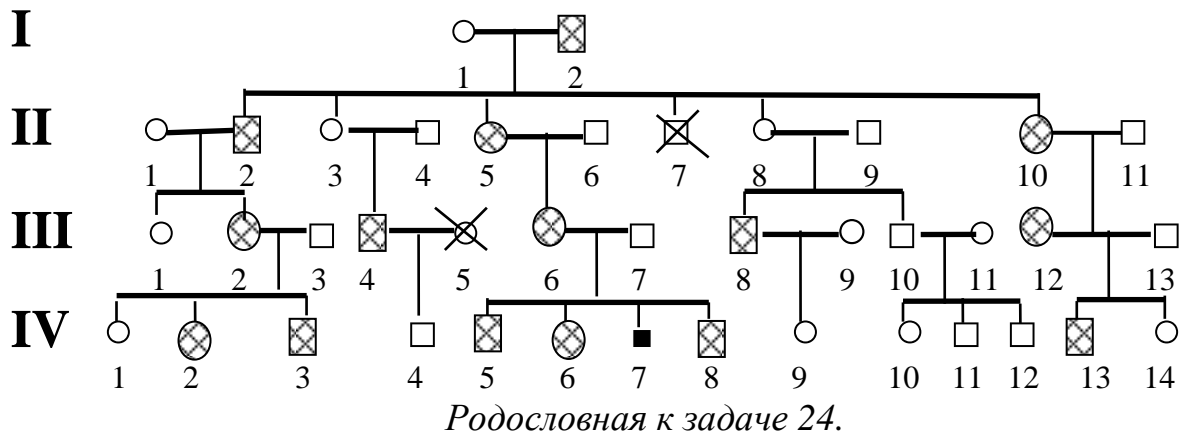 I
1 2
II
1 2 3 4 5 6 7 8 9 10 11
III
1 2 3 4 5 6 7 8 9 10 11 12 13
IV
1 2 3 4 5 6 7 8 9 10 11 12 13 14
Родословная к задаче 24.